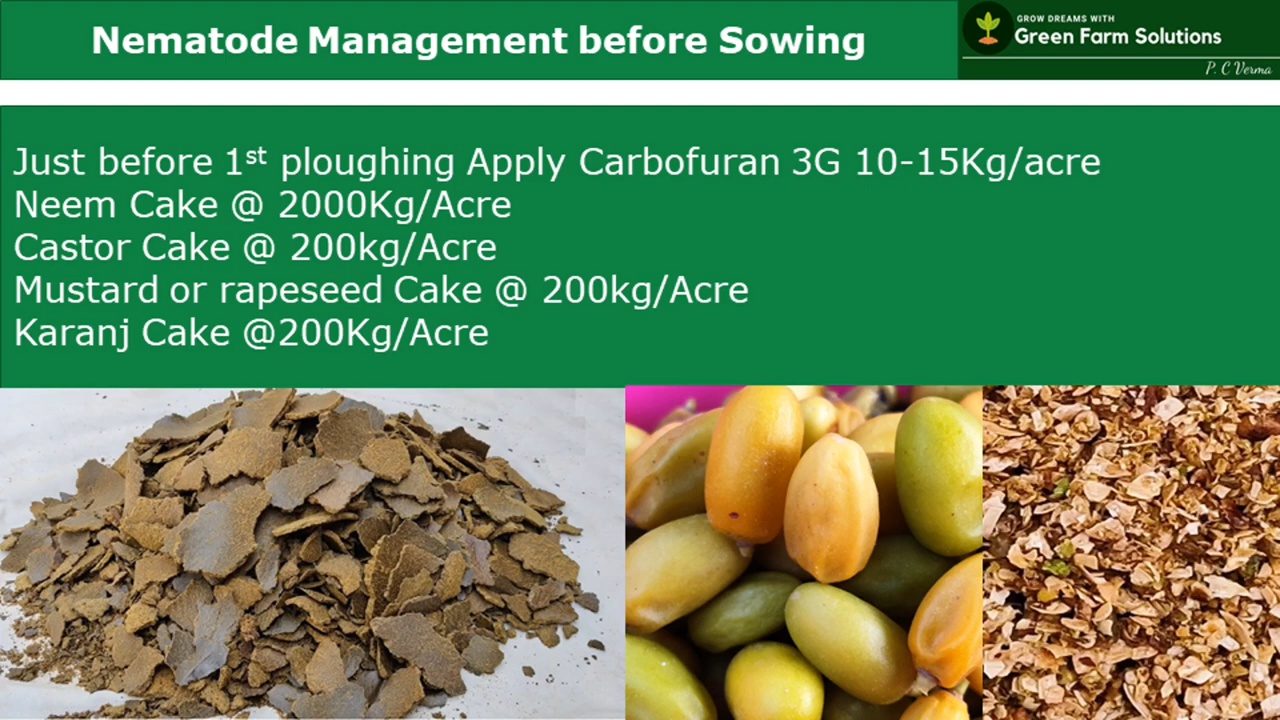 Nematode Management before Sowing
GROW DREAMS WITH
Green Farm Solutions
P. C Verma
Just before 1st ploughing Apply Carbofuran 3G 10-15Kg/acre
Neem Cake @ 2000Kg/Acre
Castor Cake @ 200kg/Acre
Mustard or rapeseed Cake @ 200kg/Acre
Karanj Cake @200Kg/Acre